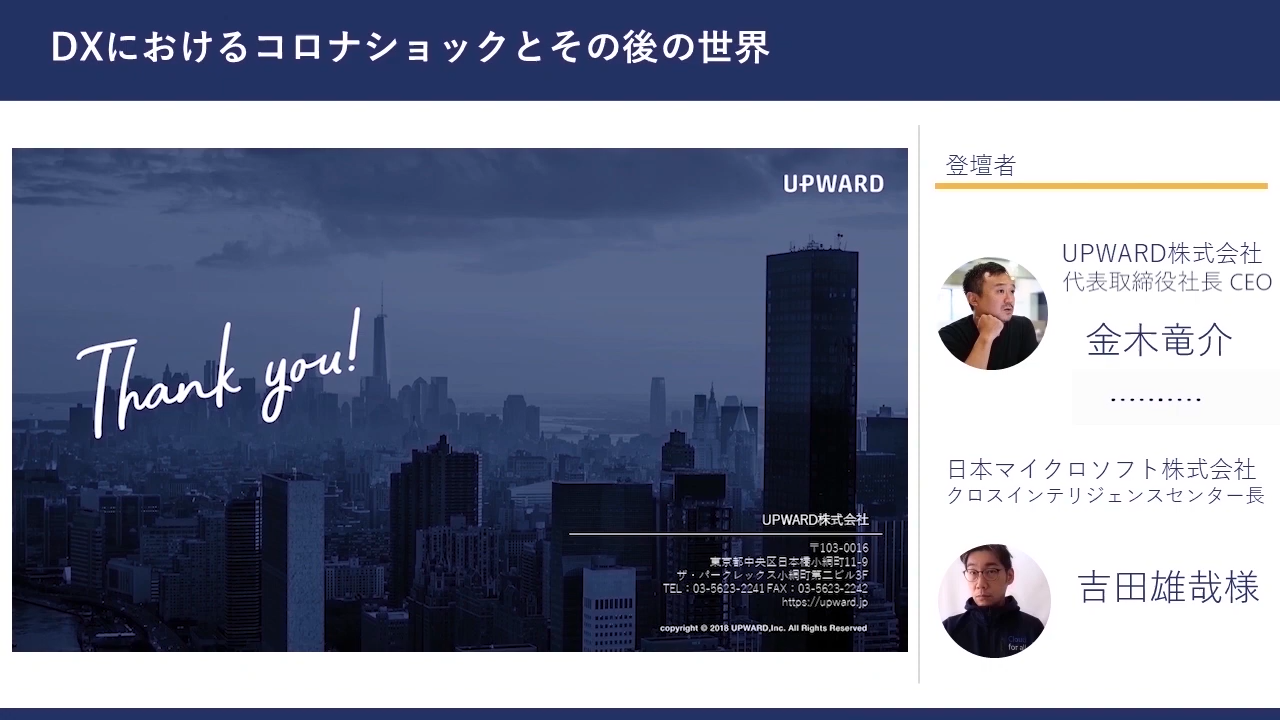 DXにおけるコロナショックとその後の世界
UPWARD
Thank you!
UPWARD株式会社
〒103-0016
東京都中央区日本橋小網町11-9
ザ・パークレックス小網町第二ビル3F
TEL：03-5623-2241 FAX：03-5623-2242
https://upward.jp
copyright © 2018 UPWARD,Inc. All Rights Reserved
登壇者
UPWARD株式会社
代表取締役社長 CEO
金木竜介
..........
日本マイクロソフト株式会社
クロスインテリジェンスセンター長
吉田雄哉様
for all